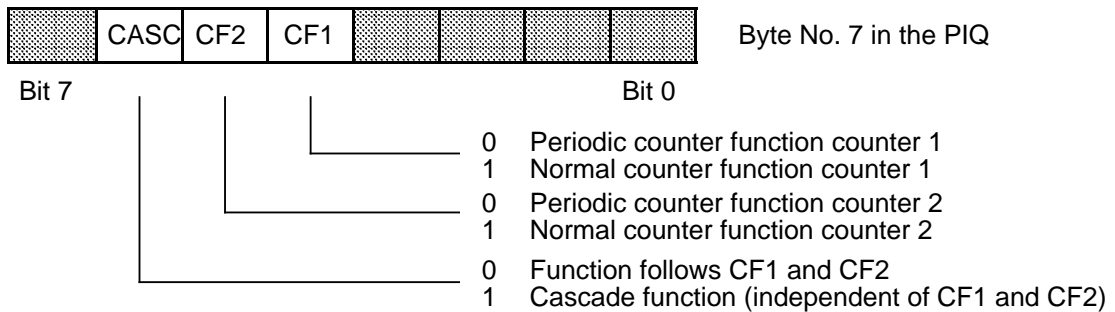 CASC CF2 CF1 Byte No. 7 in the PIQ
Bit 7 Bit 0
0 Periodic counter function counter 1
1 Normal counter function counter 1
0 Periodic counter function counter 2
1 Normal counter function counter 2
0 Function follows CF1 and CF2
1 Cascade function (independent of CF1 and CF2)